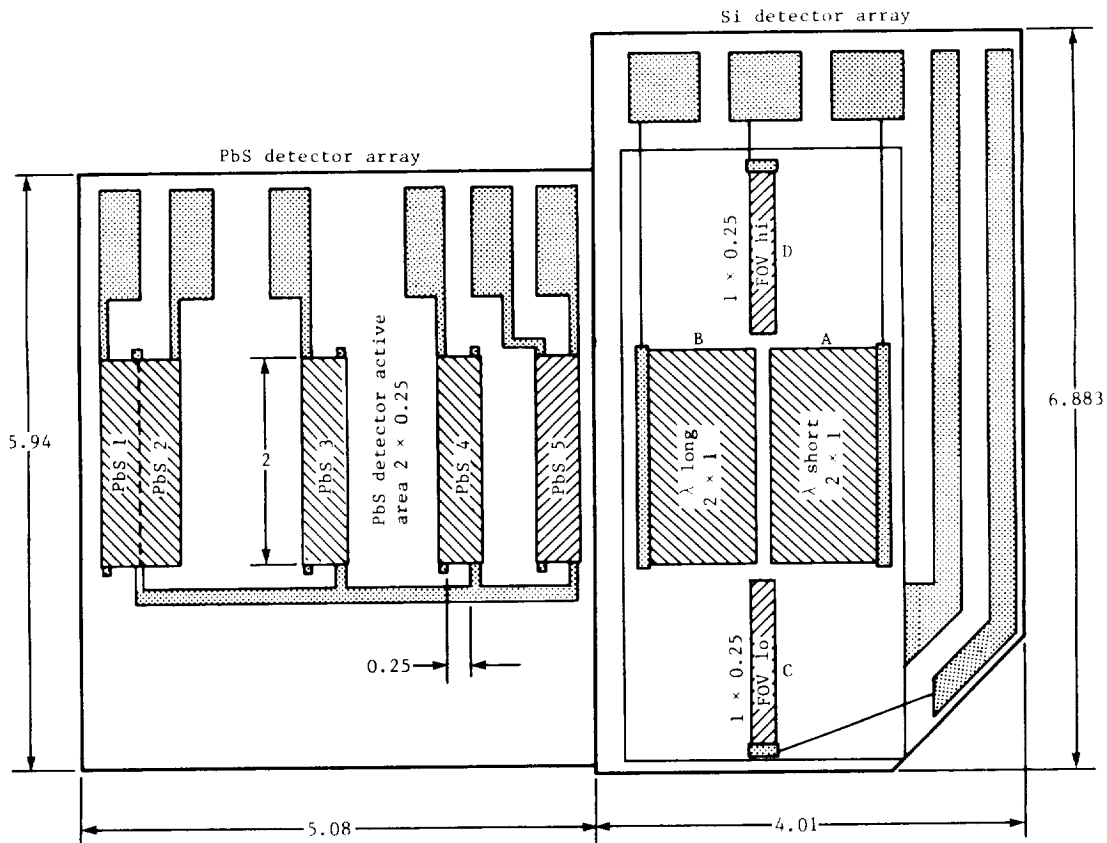 Si detector array
PbS detector array
5.94
PbS 1
PbS 2
PbS 3
2
PbS detector active
area 2 × 0.25
PbS 4
PbS 5
0.25
1 × 0.25
FOV hi
D
B
A
λ long
2 × 1
λ short
2 × 1
1 × 0.25
FOV lo
C
6.883
5.08
4.01